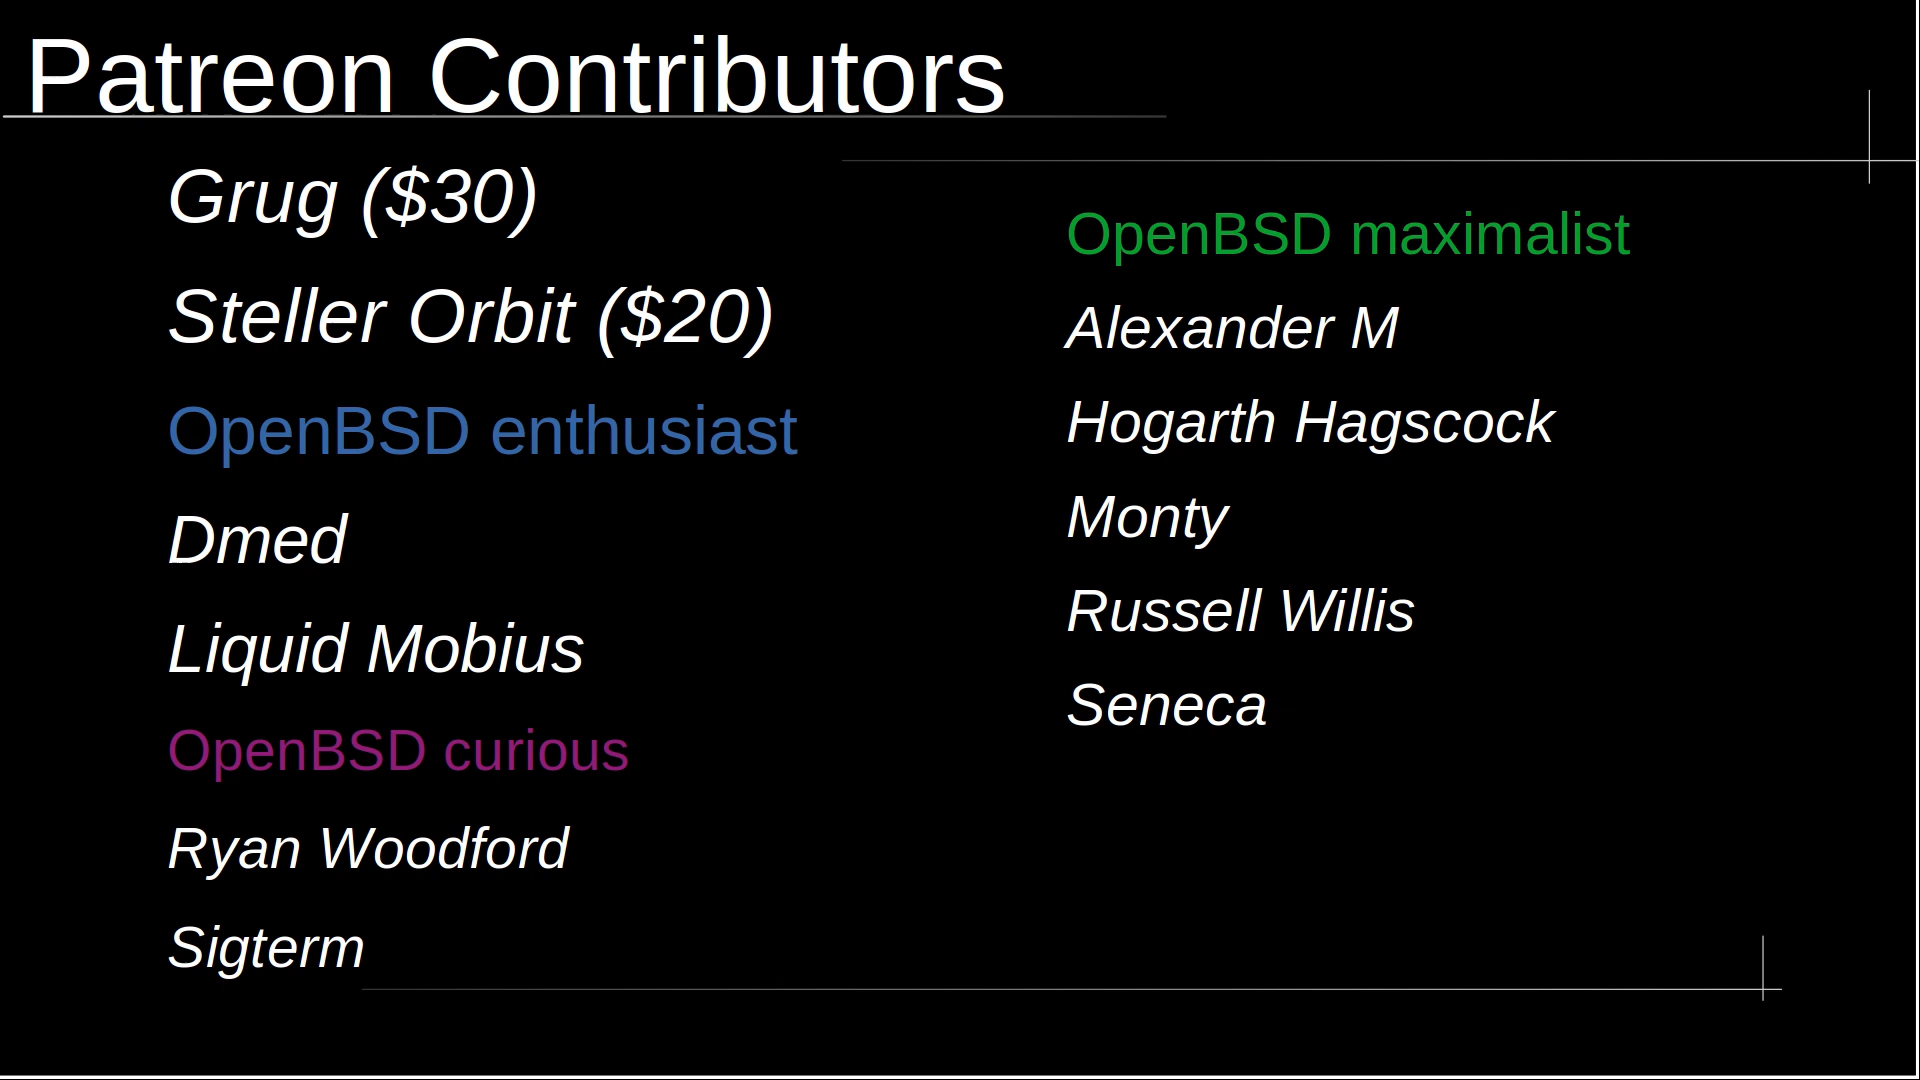 Patreon Contributors
Grug ($30)
Steller Orbit ($20)
OpenBSD enthusiast
Dmed
Liquid Mobius
OpenBSD curious
Ryan Woodford
Sigterm
OpenBSD maximalist
Alexander M
Hogarth Hagscock
Monty
Russell Willis
Seneca